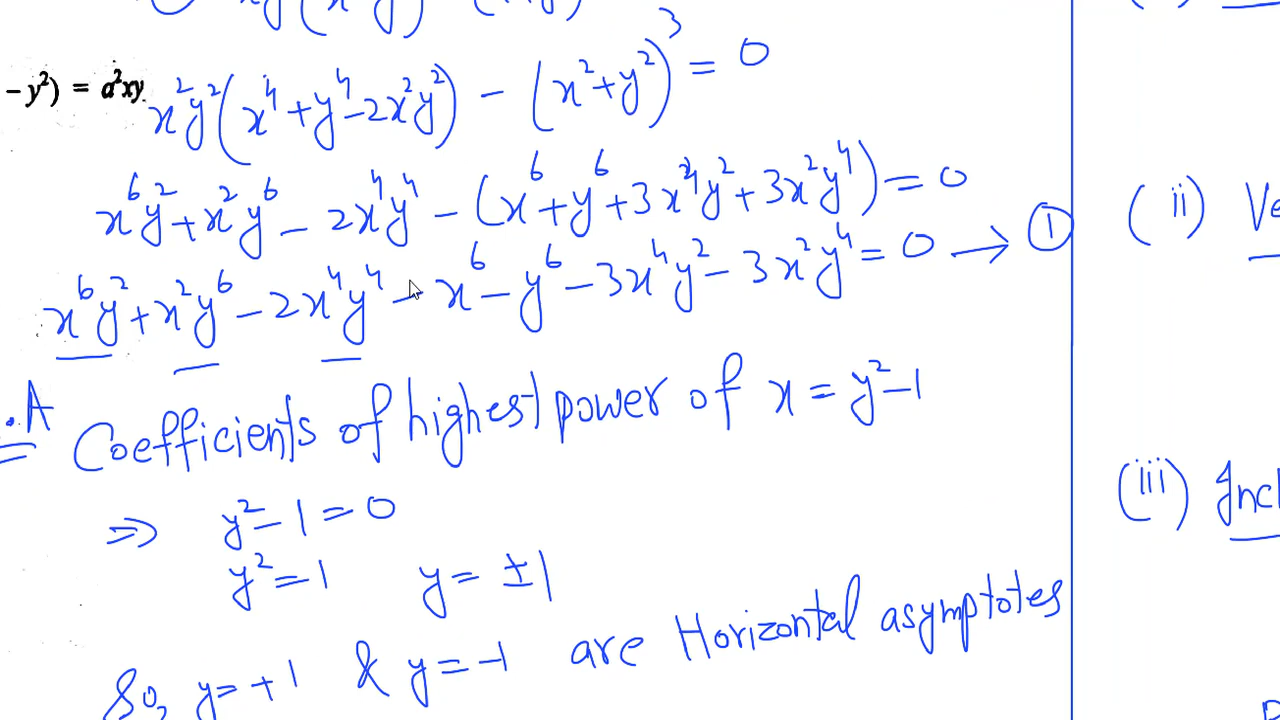 - y²) = a²xy.
x²y²(x⁴+y⁴-2x²y²) - (x²+y²)³ = 0
x⁶y²+x²y⁶ - 2x⁴y⁴ - (x⁶+y⁶+3x⁴y²+3x²y⁴) = 0
x⁶y²+x²y⁶ - 2x⁴y⁴ - x⁶ - y⁶ - 3x⁴y² - 3x²y⁴ = 0 → ①
.A Coefficients of highest power of x = y²-1
⇒ y²-1 = 0
y² = 1 y = ±1
So, y = +1 & y = -1 are Horizontal asymptotes
(ii) Ve
(iii) Incl